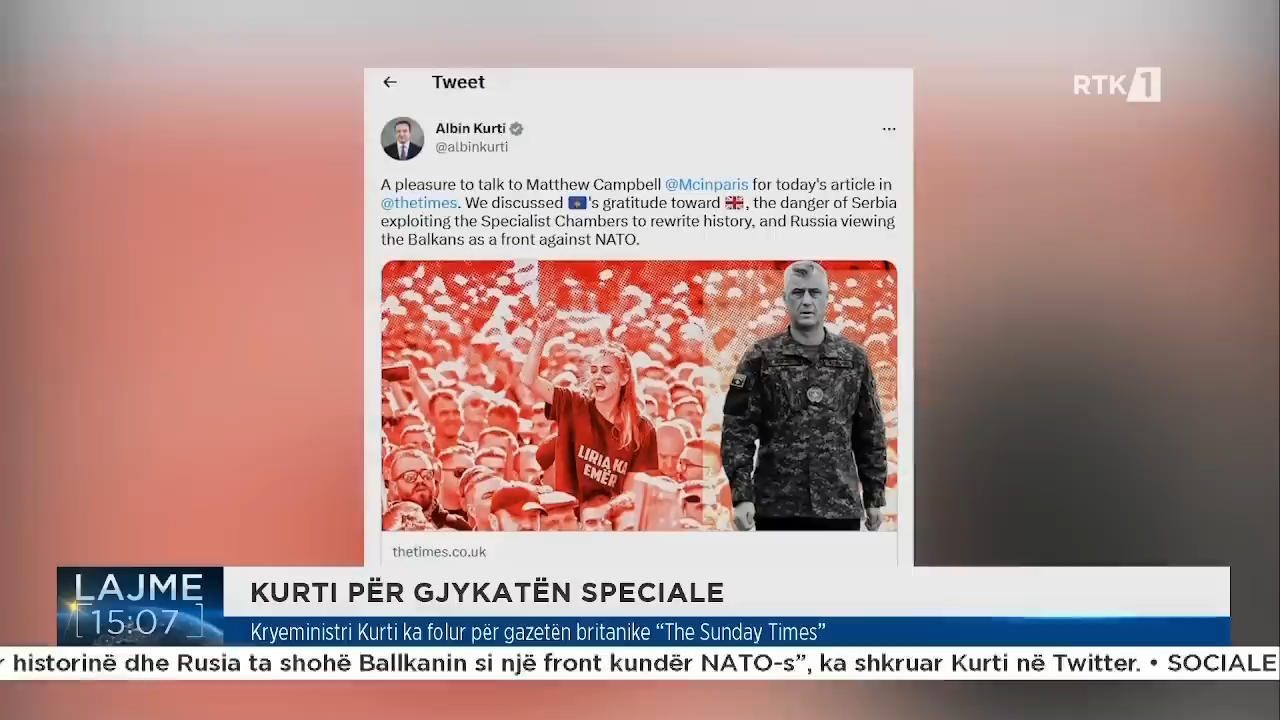 Tweet
RTK 1
Albin Kurti
@albinkurti
A pleasure to talk to Matthew Campbell @Mcinparis for today's article in
@thetimes. We discussed 🇽🇰's gratitude toward 🇬🇧, the danger of Serbia
exploiting the Specialist Chambers to rewrite history, and Russia viewing
the Balkans as a front against NATO.
LIRIA KA
EMËR
thetimes.co.uk
LAJME
15:07
KURTI PËR GJYKATËN SPECIALE
Kryeministri Kurti ka folur për gazetën britanike “The Sunday Times”
r historinë dhe Rusia ta shohë Ballkanin si një front kundër NATO-s”, ka shkruar Kurti në Twitter. • SOCIALE